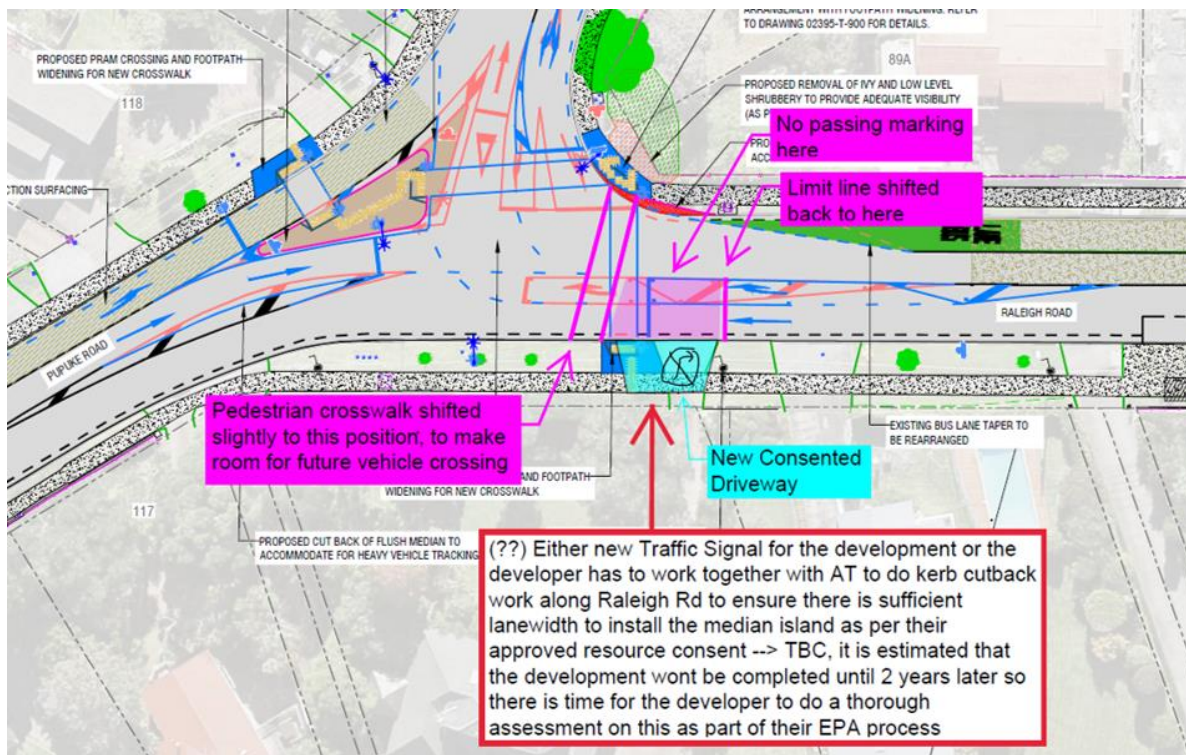 ARRANGEMENT WITH FOOTPATH WIDENING. REFER
TO DRAWING 02395-T-900 FOR DETAILS.
PROPOSED PRAM CROSSING AND FOOTPATH
WIDENING FOR NEW CROSSWALK
118
89A
PROPOSED REMOVAL OF IVY AND LOW LEVEL
SHRUBBERY TO PROVIDE ADEQUATE VISIBILITY
(AS P
No passing marking
here
PRO
ACC
CTION SURFACING
Limit line shifted
back to here
RALEIGH ROAD
PUPUKE ROAD
Pedestrian crosswalk shifted
slightly to this position, to make
room for future vehicle crossing
EXISTING BUS LANE TAPER TO
BE REARRANGED
New Consented
Driveway
AND FOOTPATH
WIDENING FOR NEW CROSSWALK
117
PROPOSED CUT BACK OF FLUSH MEDIAN TO
ACCOMMODATE FOR HEAVY VEHICLE TRACKING
(??) Either new Traffic Signal for the development or the
developer has to work together with AT to do kerb cutback
work along Raleigh Rd to ensure there is sufficient
lanewidth to install the median island as per their
approved resource consent --> TBC, it is estimated that
the development wont be completed until 2 years later so
there is time for the developer to do a thorough
assessment on this as part of their EPA process